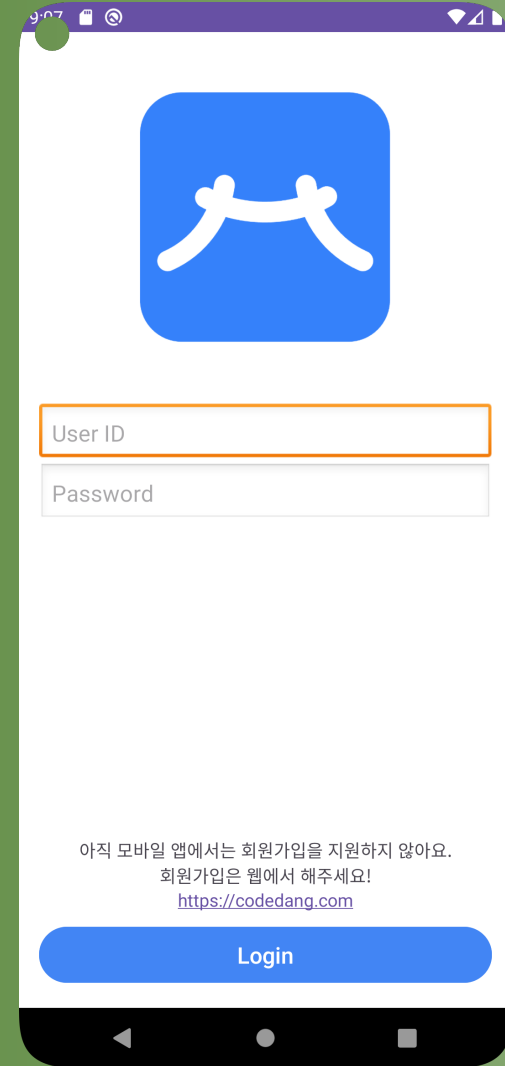 9:07
User ID
Password
아직 모바일 앱에서는 회원가입을 지원하지 않아요.
회원가입은 웹에서 해주세요!
https://codedang.com
Login